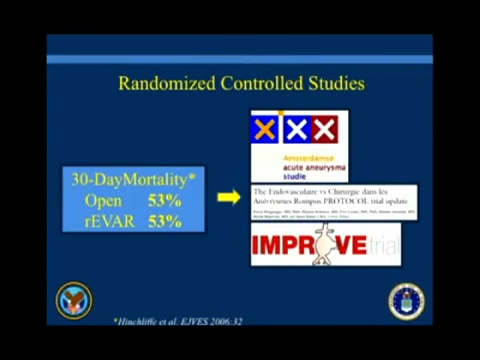 Randomized Controlled Studies
30-DayMortality*
Open 53%
rEVAR 53%
Amsterdamse
acute aneurysma
studie
The Endovasculaire vs Chirurgie dans les
Anévrysmes Rompus PROTOCOL trial update
IMPROVE trial
*Hinchliffe et al. EJVES 2006:32